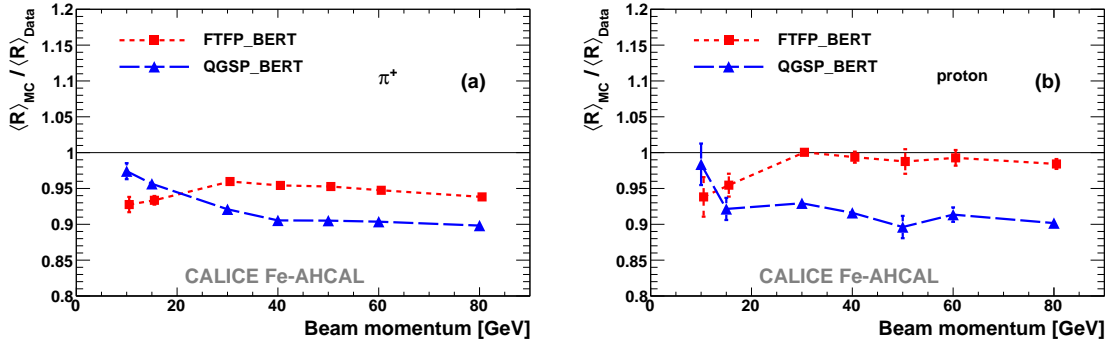 ⟨R⟩MC / ⟨R⟩Data
1.2
1.15
1.1
1.05
1
0.95
0.9
0.85
0.8
FTFP_BERT
QGSP_BERT
π+
(a)
CALICE Fe-AHCAL
0 20 40 60 80
Beam momentum [GeV]
⟨R⟩MC / ⟨R⟩Data
1.2
1.15
1.1
1.05
1
0.95
0.9
0.85
0.8
FTFP_BERT
QGSP_BERT
proton
(b)
CALICE Fe-AHCAL
0 20 40 60 80
Beam momentum [GeV]